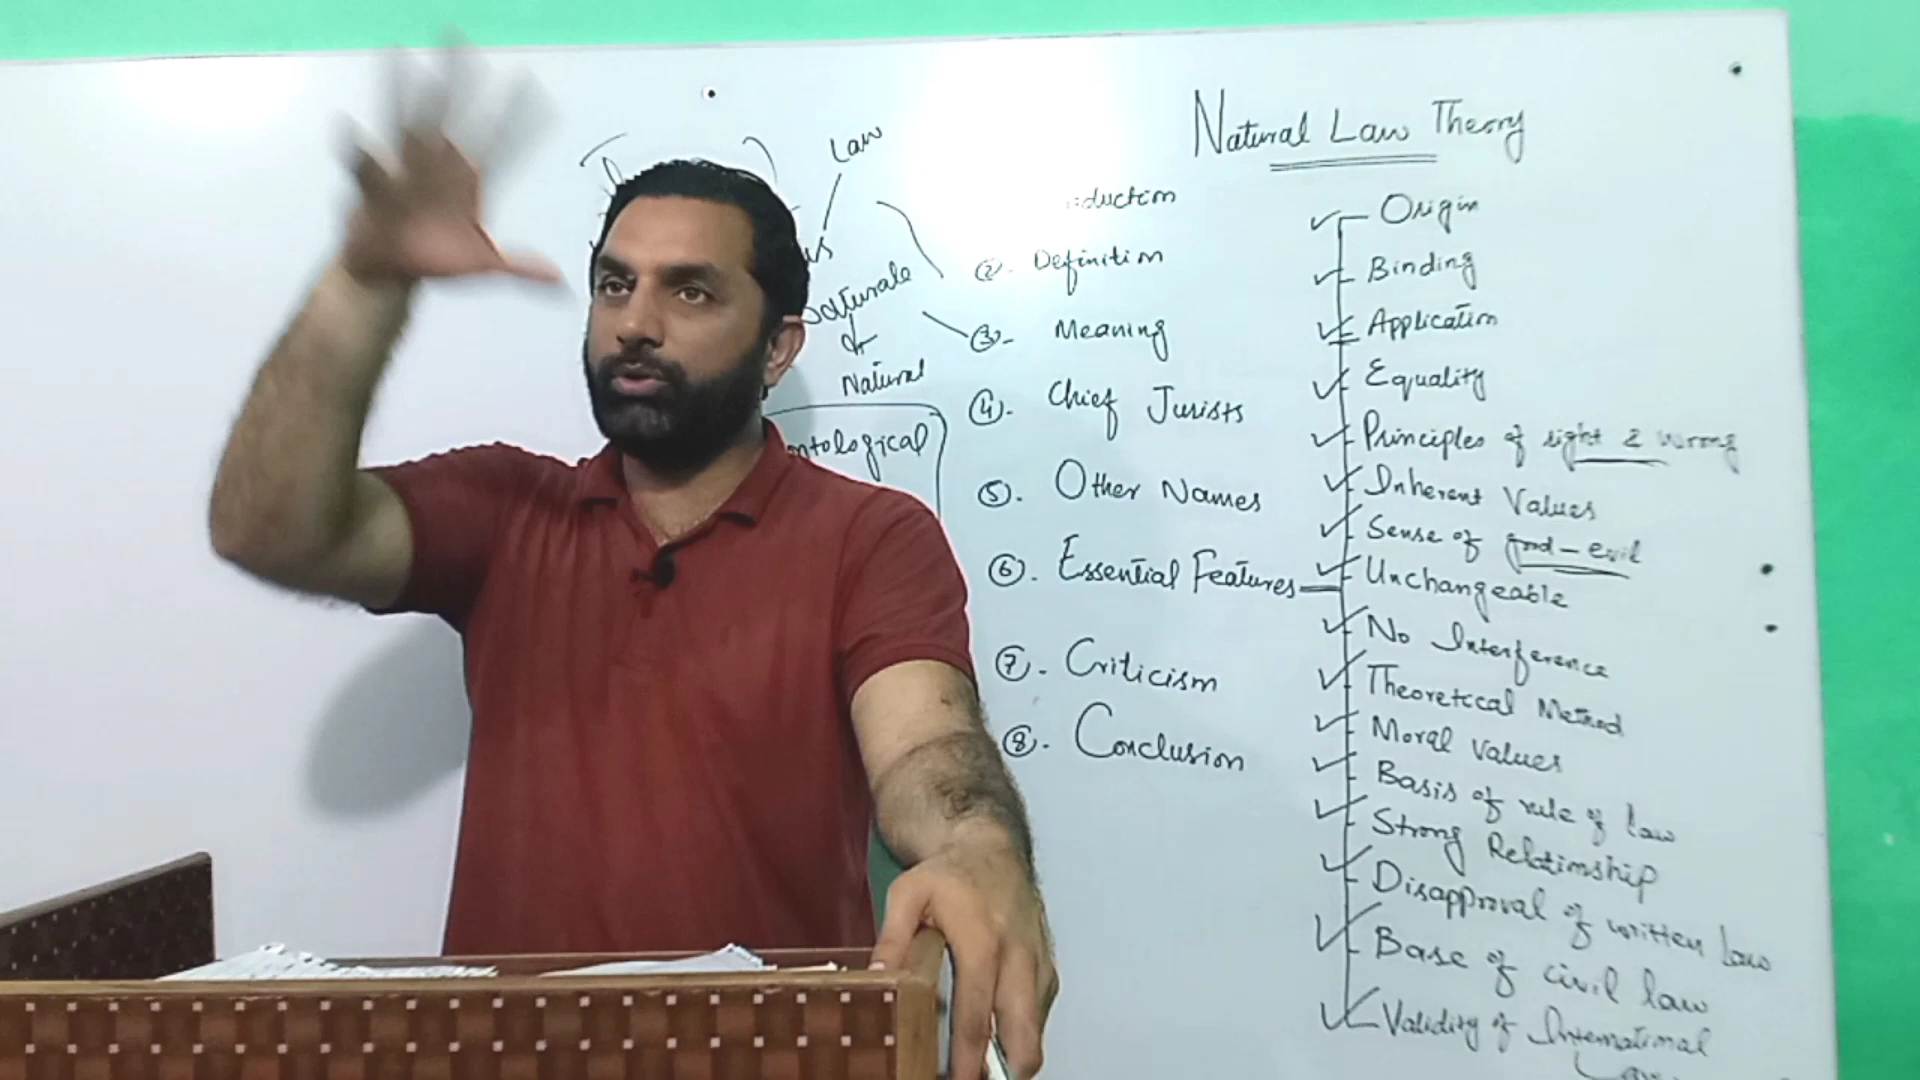 Natural Law Theory
Law
Natural
ntological
duction
2. Definition
3- Meaning
4. Chief Jurists
5. Other Names
6. Essential Features
7. Criticism
8. Conclusion
Origin
Binding
Application
Equality
Principles of right & wrong
Inherent Values
Sense of good - evil
Unchangeable
No Interference
Theoretical Method
Moral Values
Basis of rule of law
Strong Relationship
Disapproval of written law
Base of civil law
Validity of International